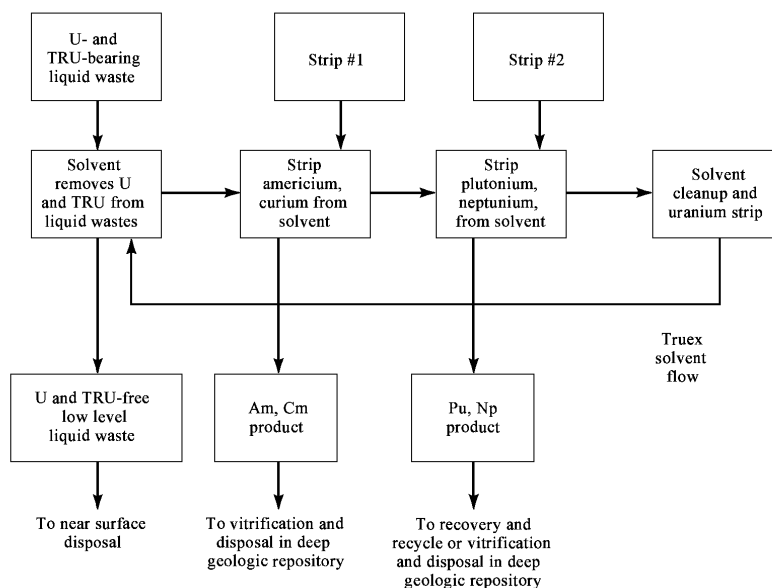 U- and
TRU-bearing
liquid waste
Strip #1
Strip #2
Solvent
removes U
and TRU from
liquid wastes
Strip
americium,
curium from
solvent
Strip
plutonium,
neptunium,
from solvent
Solvent
cleanup and
uranium strip
Truex
solvent
flow
U and TRU-free
low level
liquid waste
Am, Cm
product
Pu, Np
product
To near surface
disposal
To vitrification and
disposal in deep
geologic repository
To recovery and
recycle or vitrification
and disposal in deep
geologic repository